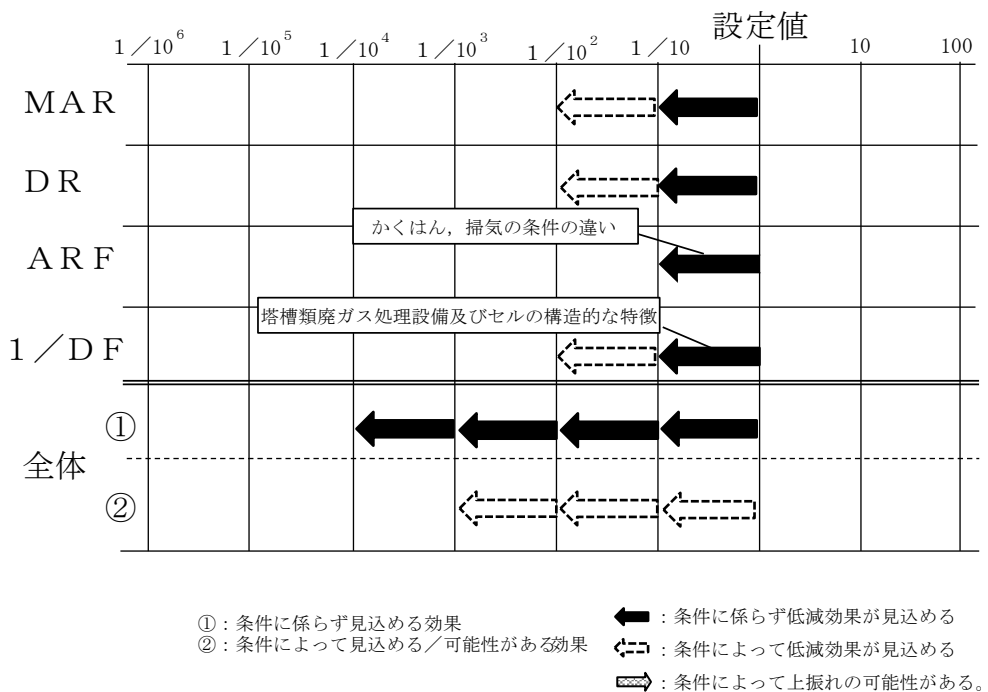 設定値
1／10⁶ 1／10⁵ 1／10⁴ 1／10³ 1／10² 1／10 10 100
ＭＡＲ
ＤＲ
かくはん，掃気の条件の違い
ＡＲＦ
塔槽類廃ガス処理設備及びセルの構造的な特徴
１／ＤＦ
①
全体
②
①：条件に係らず見込める効果
②：条件によって見込める／可能性がある効果
：条件に係らず低減効果が見込める
：条件によって低減効果が見込める
：条件によって上振れの可能性がある。